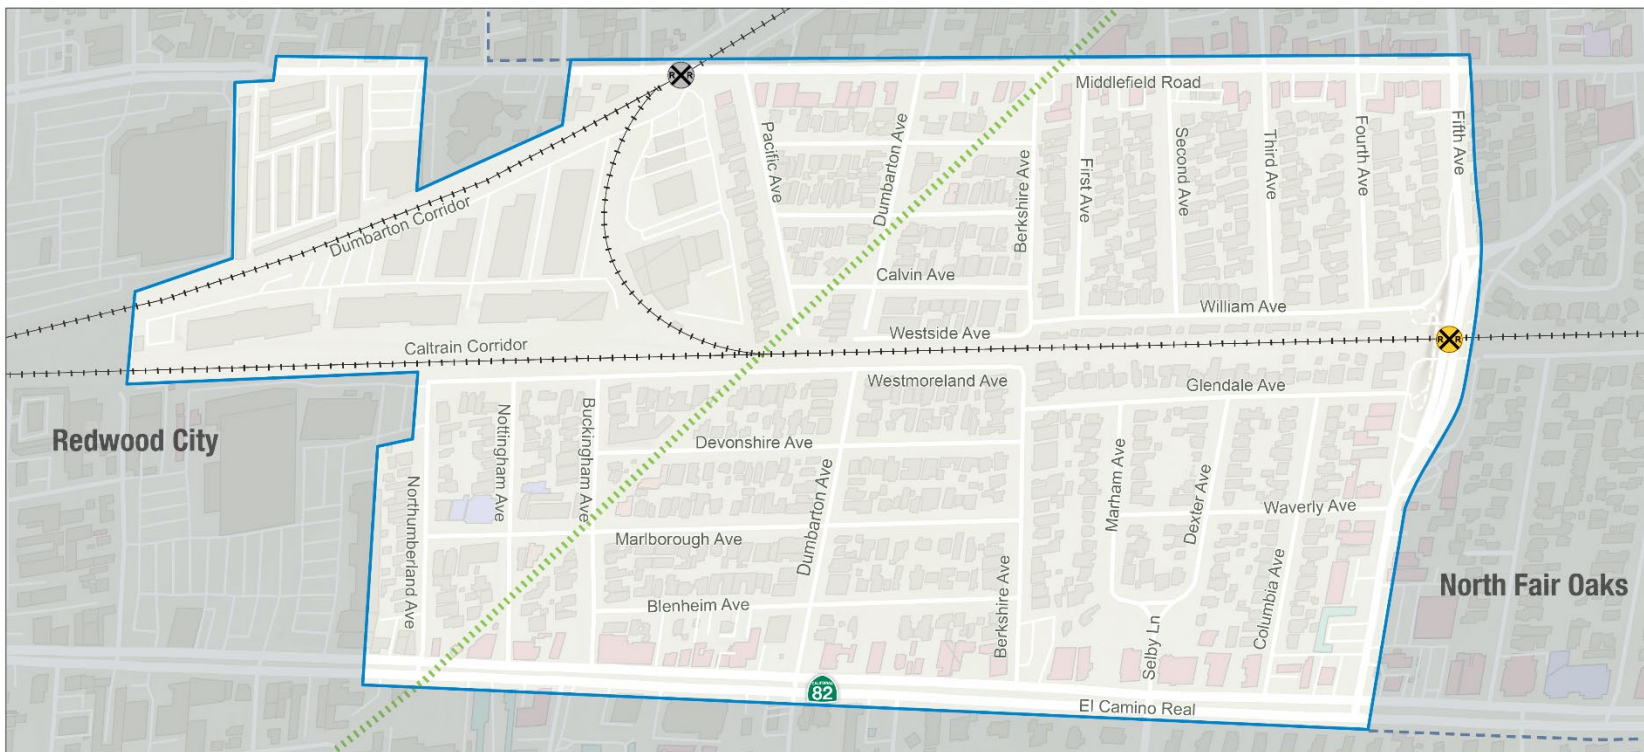 R R
Middlefield Road
Pacific Ave
Dumbarton Ave
Berkshire Ave
First Ave
Second Ave
Third Ave
Fourth Ave
Fifth Ave
Dumbarton Corridor
Calvin Ave
William Ave
Westside Ave
Caltrain Corridor
R R
Westmoreland Ave
Glendale Ave
Redwood City
Nottingham Ave
Buckingham Ave
Devonshire Ave
Northumberland Ave
Dumbarton Ave
Marham Ave
Dexter Ave
Waverly Ave
Marlborough Ave
Blenheim Ave
Berkshire Ave
Columbia Ave
North Fair Oaks
Selby Ln
CALIFORNIA
82
El Camino Real